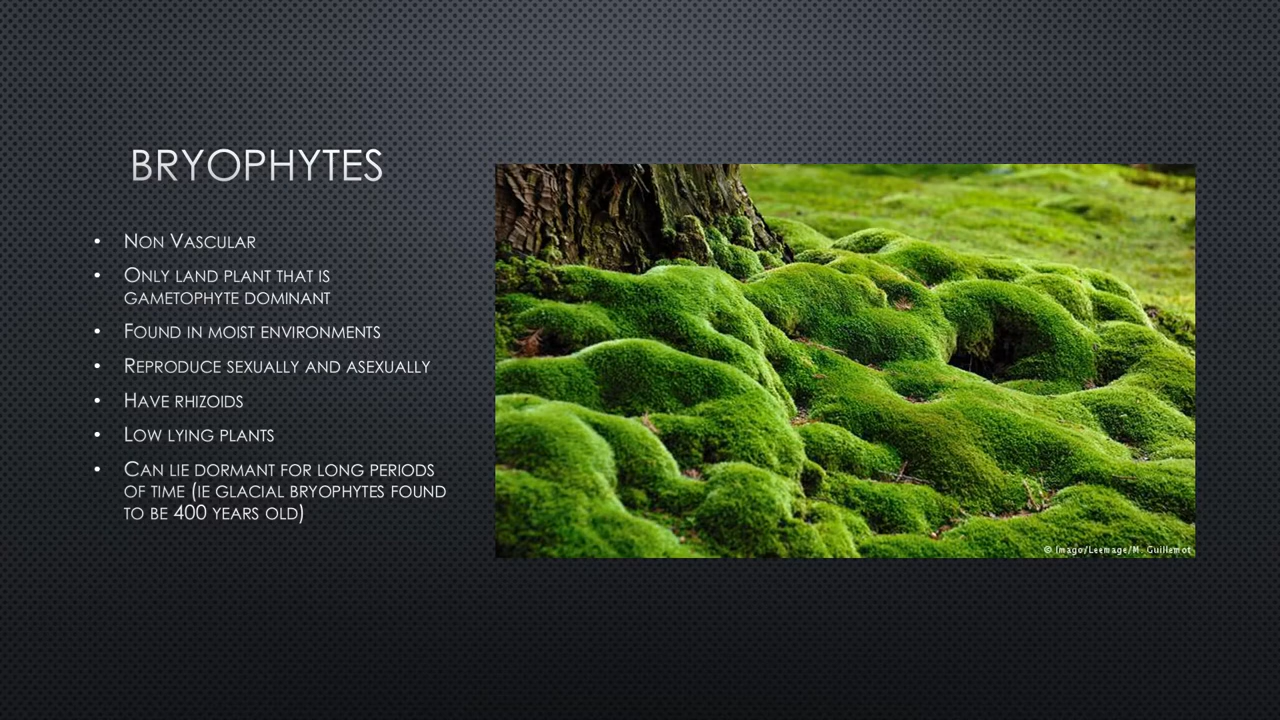 BRYOPHYTES
• NON VASCULAR
• ONLY LAND PLANT THAT IS
GAMETOPHYTE DOMINANT
• FOUND IN MOIST ENVIRONMENTS
• REPRODUCE SEXUALLY AND ASEXUALLY
• HAVE RHIZOIDS
• LOW LYING PLANTS
• CAN LIE DORMANT FOR LONG PERIODS
OF TIME (IE GLACIAL BRYOPHYTES FOUND
TO BE 400 YEARS OLD)
© Imago/Leemage/M. Guillemot